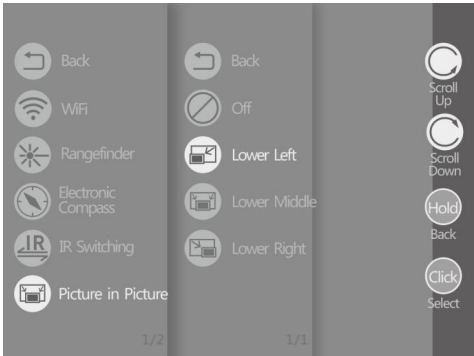 Back
WiFi
Rangefinder
Electronic
Compass
IR
IR Switching
Picture in Picture
1/2
Back
Off
Lower Left
Lower Middle
Lower Right
1/1
Scroll
Up
Scroll
Down
Hold
Back
Click
Select